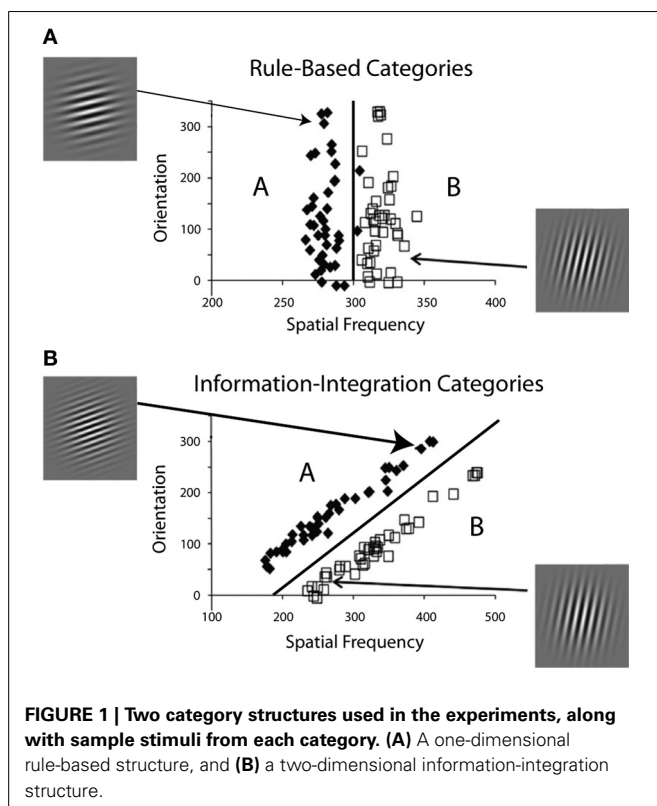 A
Rule-Based Categories
Orientation
300
200
100
0
A
B
200
250
300
350
400
Spatial Frequency
B
Information-Integration Categories
Orientation
300
200
100
0
A
B
100
200
300
400
500
Spatial Frequency
FIGURE 1 | Two category structures used in the experiments, along
with sample stimuli from each category. (A) A one-dimensional
rule-based structure, and (B) a two-dimensional information-integration
structure.